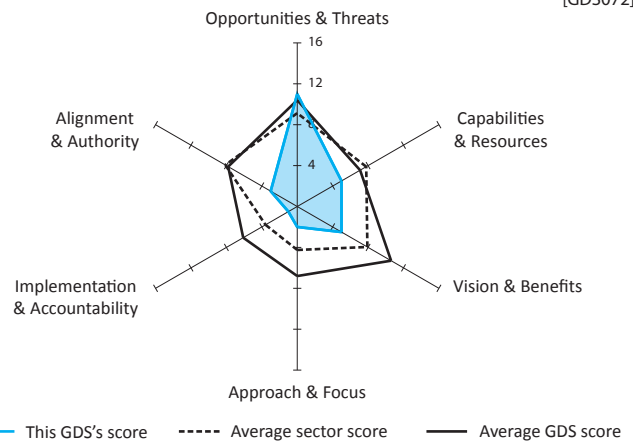 [GDS072]
Opportunities & Threats
16
12
8
4
Alignment
& Authority
Capabilities
& Resources
Implementation
& Accountability
Vision & Benefits
Approach & Focus
This GDS's score
Average sector score
Average GDS score